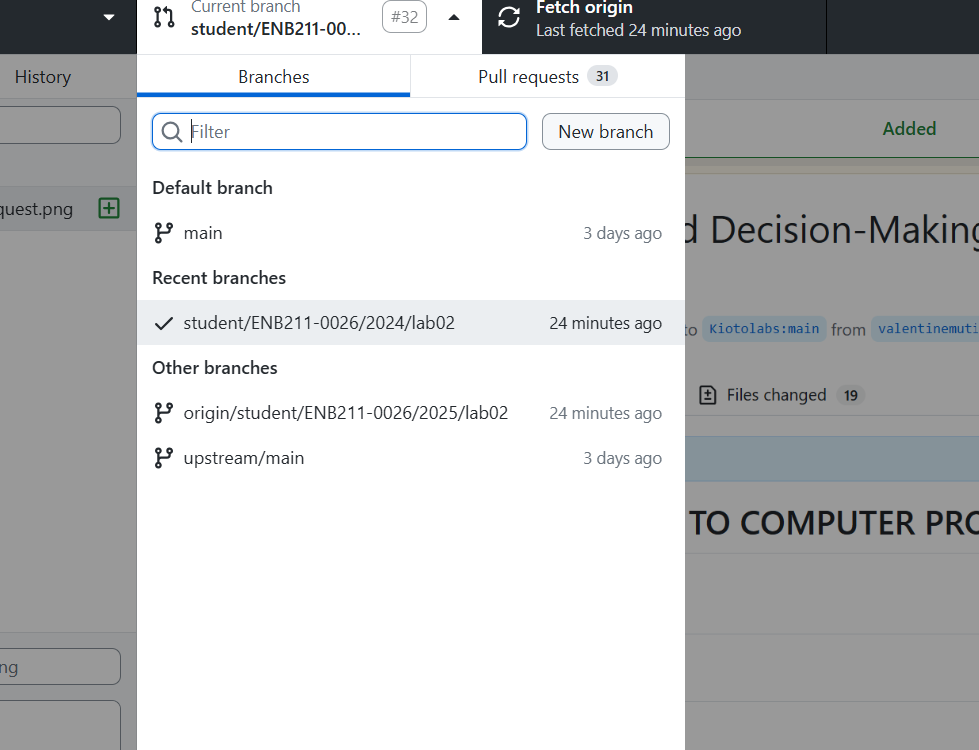 Current branch
student/ENB211-00...
#32
Fetch origin
Last fetched 24 minutes ago
History
Branches
Pull requests 31
Filter
New branch
Added
Default branch
quest.png
main 3 days ago
d Decision-Making
Recent branches
student/ENB211-0026/2024/lab02 24 minutes ago
to Kiotolabs:main from valentinemuti
Other branches
Files changed 19
origin/student/ENB211-0026/2025/lab02 24 minutes ago
upstream/main 3 days ago
TO COMPUTER PRO
ng